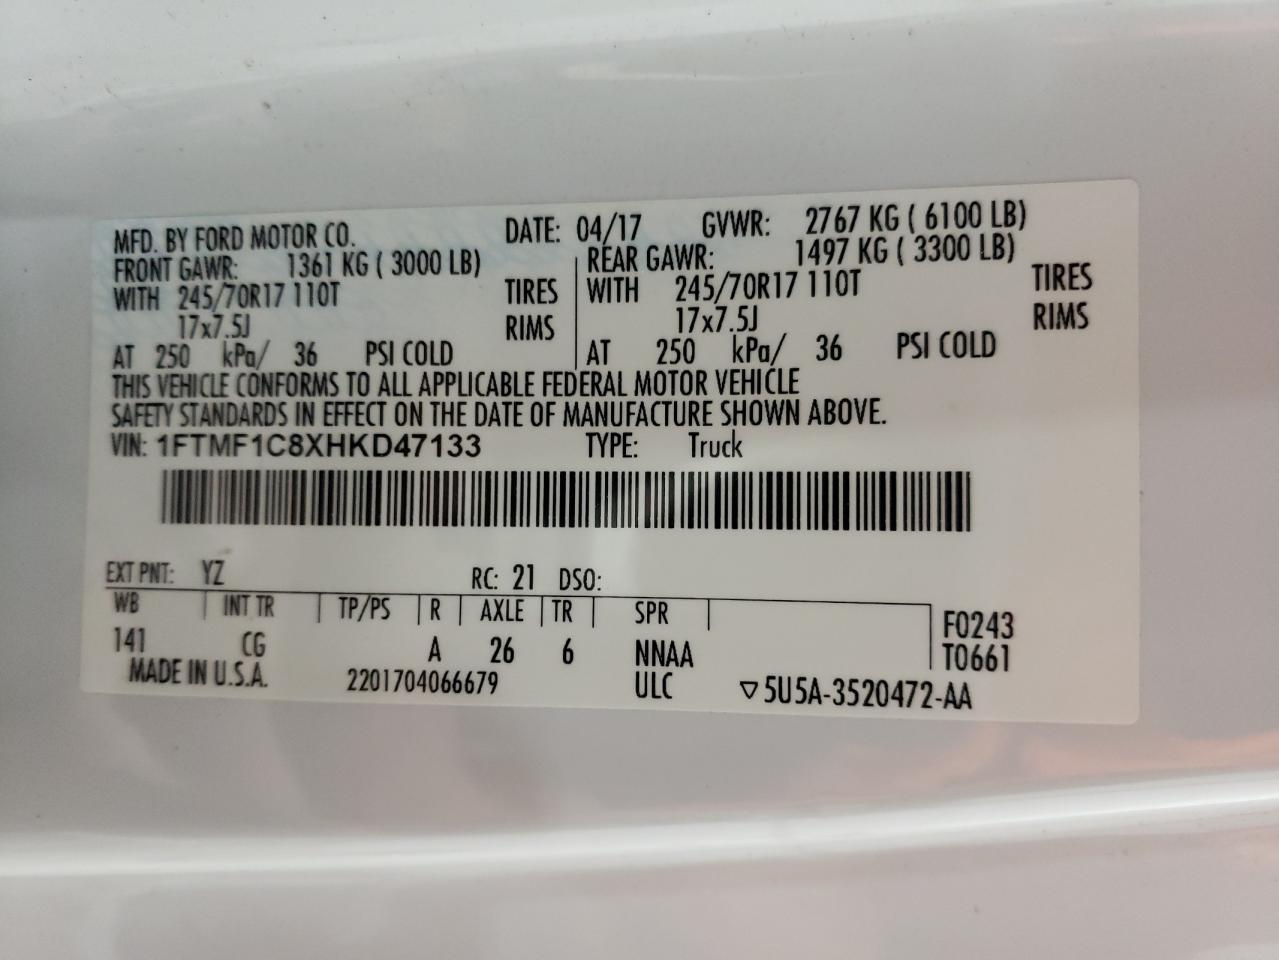 MFD. BY FORD MOTOR CO. DATE: 04/17 GVWR: 2767 KG ( 6100 LB)
FRONT GAWR: 1361 KG ( 3000 LB) REAR GAWR: 1497 KG ( 3300 LB)
WITH 245/70R17 110T TIRES WITH 245/70R17 110T TIRES
17x7.5J RIMS 17x7.5J RIMS
AT 250 kPa/ 36 PSI COLD AT 250 kPa/ 36 PSI COLD
THIS VEHICLE CONFORMS TO ALL APPLICABLE FEDERAL MOTOR VEHICLE
SAFETY STANDARDS IN EFFECT ON THE DATE OF MANUFACTURE SHOWN ABOVE.
VIN: 1FTMF1C8XHKD47133 TYPE: Truck
EXT PNT: YZ RC: 21 DSO:
WB INT TR TP/PS R AXLE TR SPR F0243
141 CG A 26 6 NNAA T0661
MADE IN U.S.A. 2201704066679 ULC ▽5U5A-3520472-AA